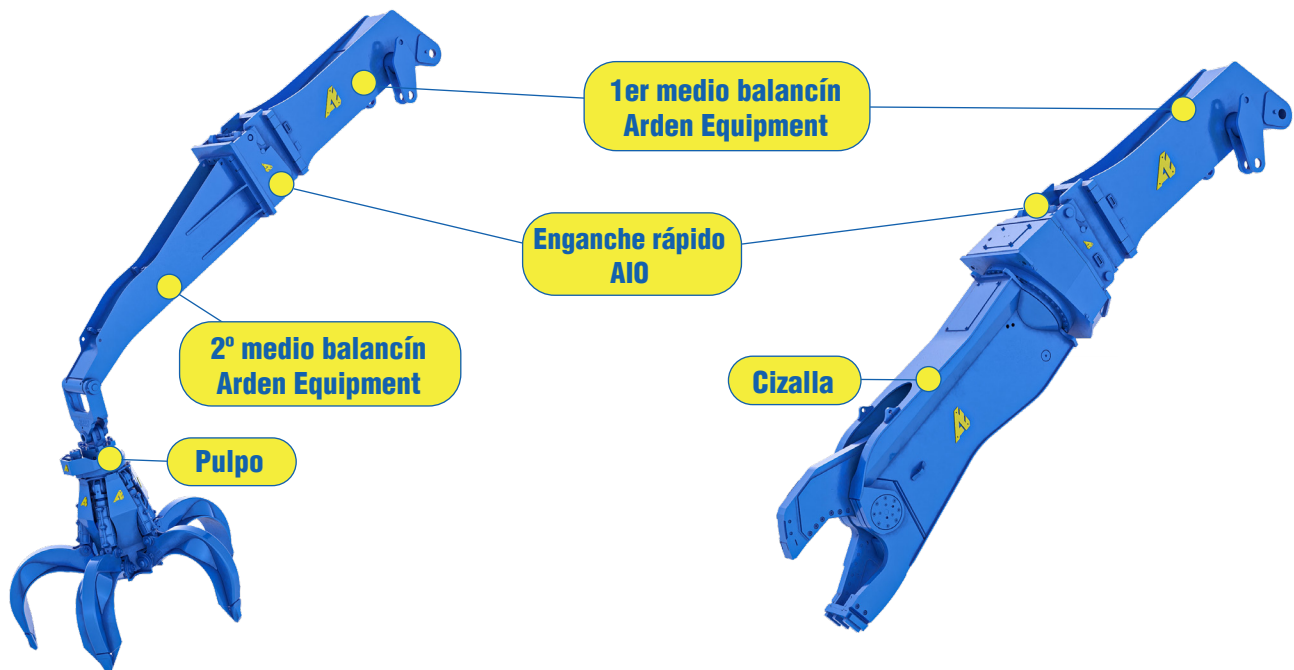 1er medio balancín
Arden Equipment
Enganche rápido
AIO
2º medio balancín
Arden Equipment
Cizalla
Pulpo